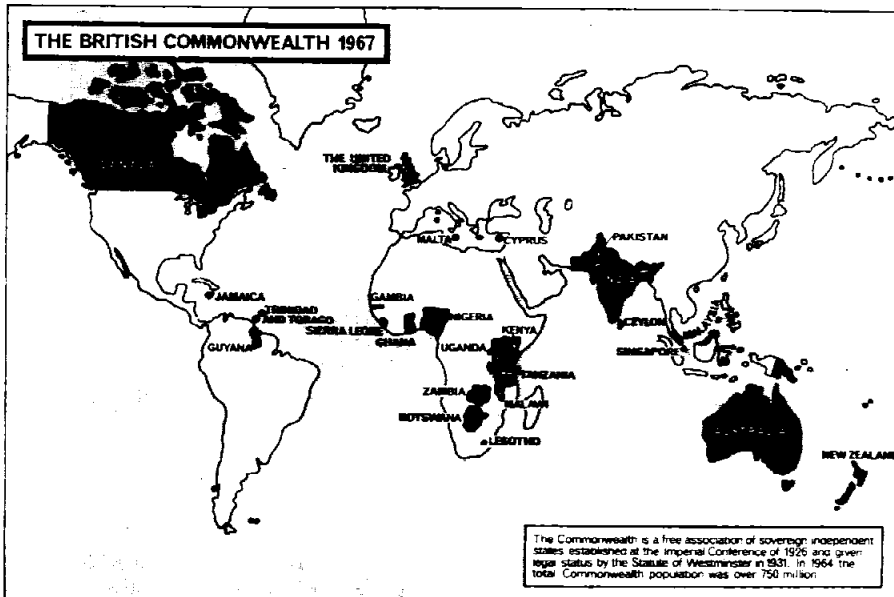 THE BRITISH COMMONWEALTH 1967
THE UNITED
KINGDOM
MALTA
CYPRUS
PAKISTAN
JAMAICA
TRINIDAD
AND TOBAGO
GUYANA
GAMBIA
SIERRA LEONE
GHANA
NIGERIA
KENYA
UGANDA
TANZANIA
ZAMBIA
MALAWI
BOTSWANA
LESOTHO
CEYLON
MALAYSIA
SINGAPORE
NEW ZEALAND
The Commonwealth is a free association of sovereign independent
states established at the Imperial Conference of 1926 and given
legal status by the Statute of Westminster in 1931. In 1964 the
total Commonwealth population was over 750 million